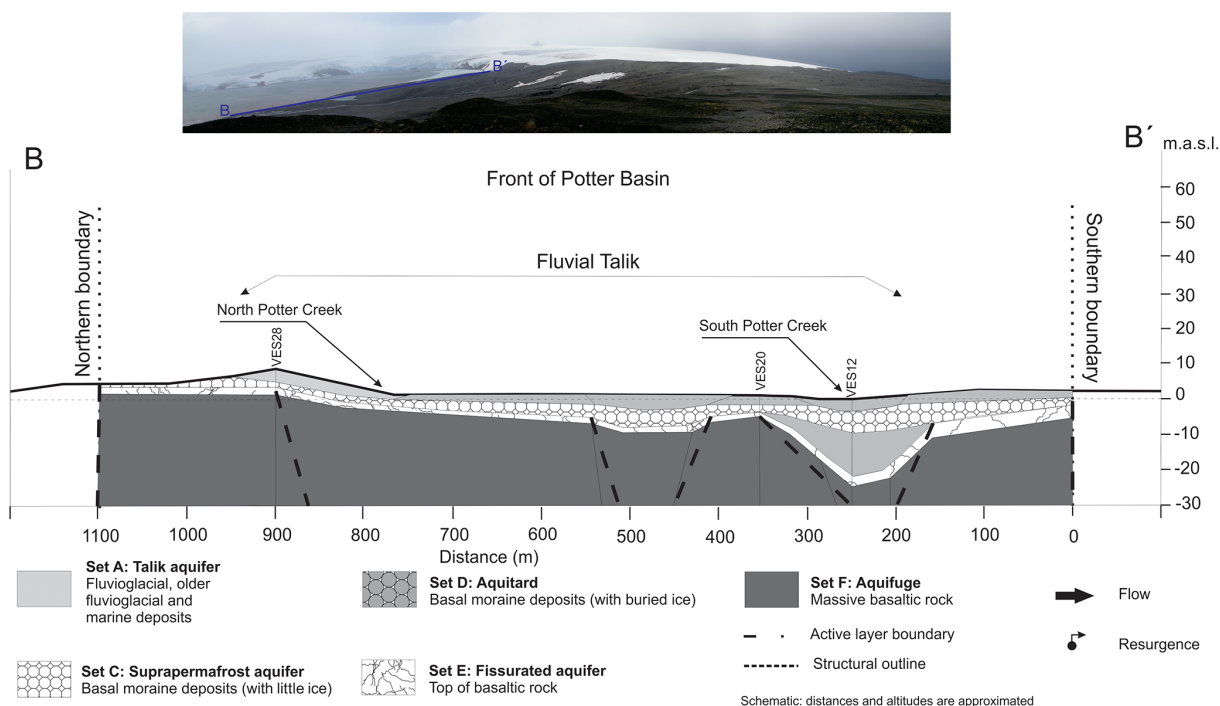 B
B´
B
B´
m.a.s.l.
Front of Potter Basin
60
50
40
30
20
10
0
-10
-20
-30
Northern boundary
Southern boundary
Fluvial Talik
North Potter Creek
South Potter Creek
VES28
VES20
VES12
1100 1000 900 800 700 600 500 400 300 200 100 0
Distance (m)
Set A: Talik aquifer
Fluvioglacial, older
fluvioglacial and
marine deposits
Set D: Aquitard
Basal moraine deposits (with buried ice)
Set F: Aquifuge
Massive basaltic rock
Flow
Active layer boundary
Resurgence
Structural outline
Set C: Suprapermafrost aquifer
Basal moraine deposits (with little ice)
Set E: Fissurated aquifer
Top of basaltic rock
Schematic: distances and altitudes are approximated